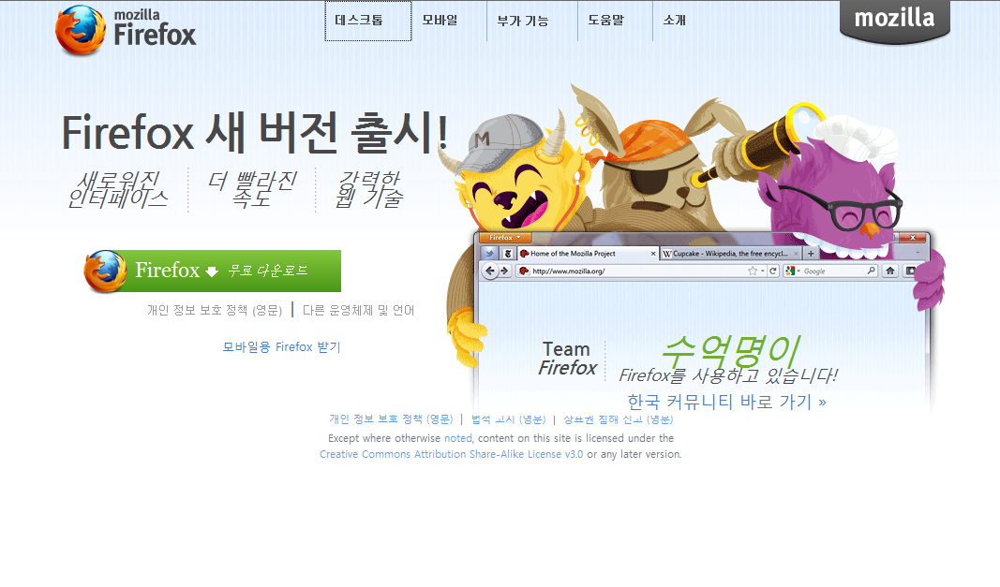 mozilla
Firefox
데스크톱
모바일
부가 기능
도움말
소개
mozilla
Firefox 새 버전 출시!
새로워진
인터페이스
더 빨라진
속도
강력한
웹 기술
M
Firefox 무료 다운로드
개인 정보 보호 정책 (영문) | 다른 운영체제 및 언어
모바일용 Firefox 받기
Firefox
Home of the Mozilla Project
Cupcake - Wikipedia, the free encycl...
http://www.mozilla.org/
Google
Team
Firefox
수억명이
Firefox를 사용하고 있습니다!
한국 커뮤니티 바로 가기 »
개인 정보 보호 정책 (영문) | 법적 고지 (영문) | 상표권 침해 신고 (영문)
Except where otherwise noted, content on this site is licensed under the
Creative Commons Attribution Share-Alike License v3.0 or any later version.